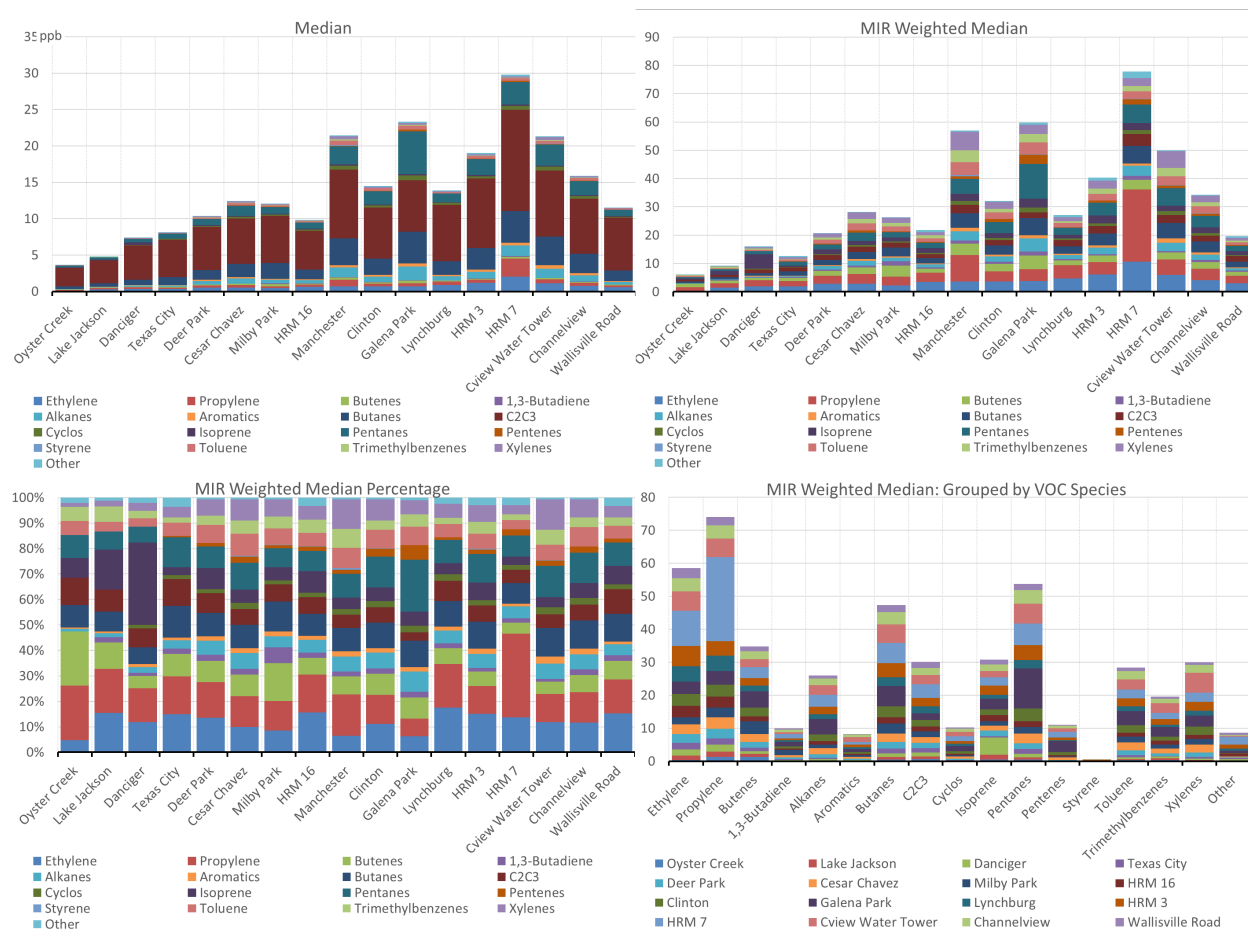 Median
35 ppb
30
25
20
15
10
5
0
Oyster Creek
Lake Jackson
Danciger
Texas City
Deer Park
Cesar Chavez
Milby Park
HRM 16
Manchester
Clinton
Galena Park
Lynchburg
HRM 3
HRM 7
Cview Water Tower
Channelview
Wallisville Road
Ethylene Propylene Butenes 1,3-Butadiene
Alkanes Aromatics Butanes C2C3
Cyclos Isoprene Pentanes Pentenes
Styrene Toluene Trimethylbenzenes Xylenes
Other
MIR Weighted Median
90
80
70
60
50
40
30
20
10
0
Oyster Creek
Lake Jackson
Danciger
Texas City
Deer Park
Cesar Chavez
Milby Park
HRM 16
Manchester
Clinton
Galena Park
Lynchburg
HRM 3
HRM 7
Cview Water Tower
Channelview
Wallisville Road
Ethylene Propylene Butenes 1,3-Butadiene
Alkanes Aromatics Butanes C2C3
Cyclos Isoprene Pentanes Pentenes
Styrene Toluene Trimethylbenzenes Xylenes
Other
MIR Weighted Median Percentage
100%
90%
80%
70%
60%
50%
40%
30%
20%
10%
0%
Oyster Creek
Lake Jackson
Danciger
Texas City
Deer Park
Cesar Chavez
Milby Park
HRM 16
Manchester
Clinton
Galena Park
Lynchburg
HRM 3
HRM 7
Cview Water Tower
Channelview
Wallisville Road
Ethylene Propylene Butenes 1,3-Butadiene
Alkanes Aromatics Butanes C2C3
Cyclos Isoprene Pentanes Pentenes
Styrene Toluene Trimethylbenzenes Xylenes
Other
MIR Weighted Median: Grouped by VOC Species
80
70
60
50
40
30
20
10
0
Ethylene
Propylene
Butenes
1,3-Butadiene
Alkanes
Aromatics
Butanes
C2C3
Cyclos
Isoprene
Pentanes
Pentenes
Styrene
Toluene
Trimethylbenzenes
Xylenes
Other
Oyster Creek Lake Jackson Danciger Texas City
Deer Park Cesar Chavez Milby Park HRM 16
Clinton Galena Park Lynchburg HRM 3
HRM 7 Cview Water Tower Channelview Wallisville Road